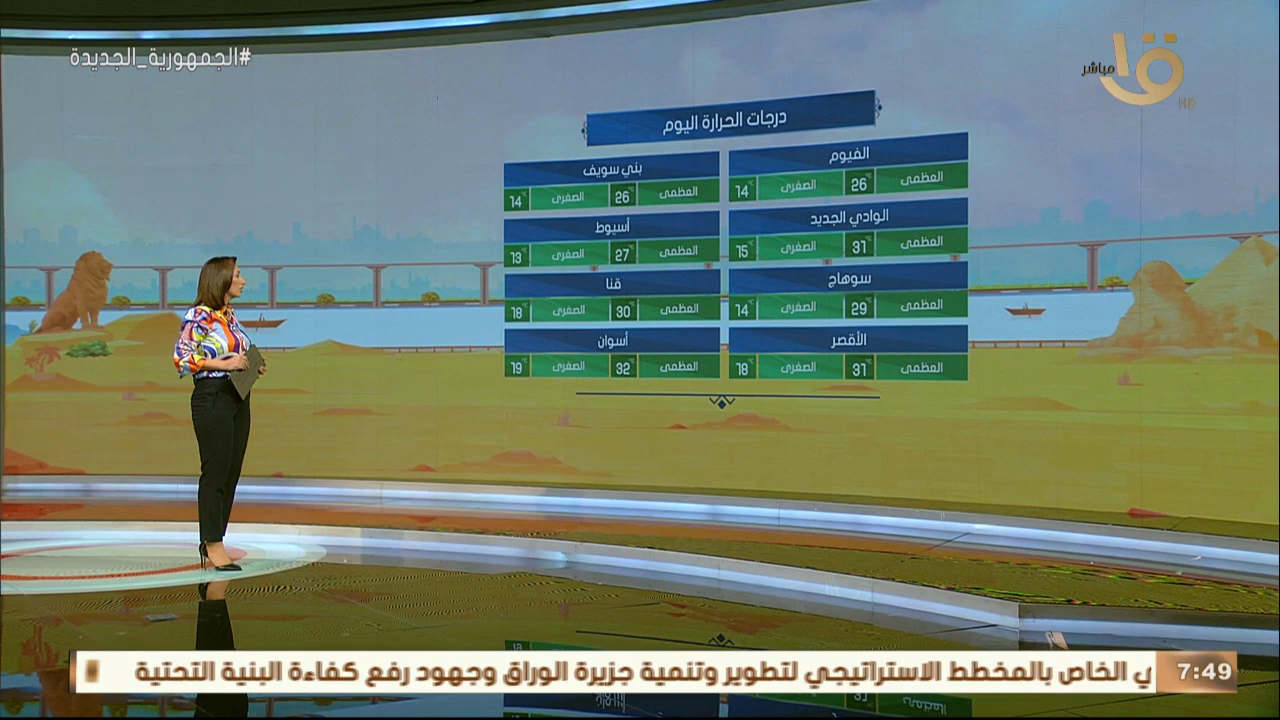 #الجمهورية_الجديدة
مباشر
HD
درجات الحرارة اليوم
الفيوم
العظمى 26 الصغرى 14
بني سويف
العظمى 26 الصغرى 14
الوادي الجديد
العظمى 31 الصغرى 15
أسيوط
العظمى 27 الصغرى 13
سوهاج
العظمى 29 الصغرى 14
قنا
العظمى 30 الصغرى 18
الأقصر
العظمى 31 الصغرى 18
أسوان
العظمى 32 الصغرى 19
7:49
الخاص بالمخطط الاستراتيجي لتطوير وتنمية جزيرة الوراق وجهود رفع كفاءة البنية التحتية